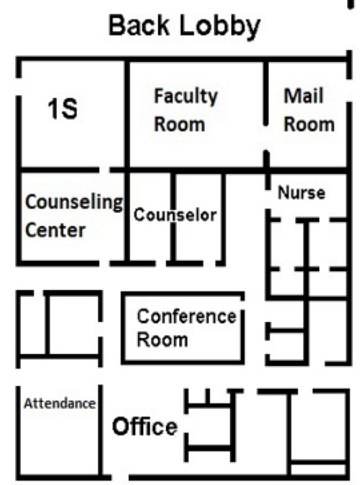 Back Lobby
1S
Faculty
Room
Mail
Room
Counseling
Center
Counselor
Nurse
Conference
Room
Attendance
Office